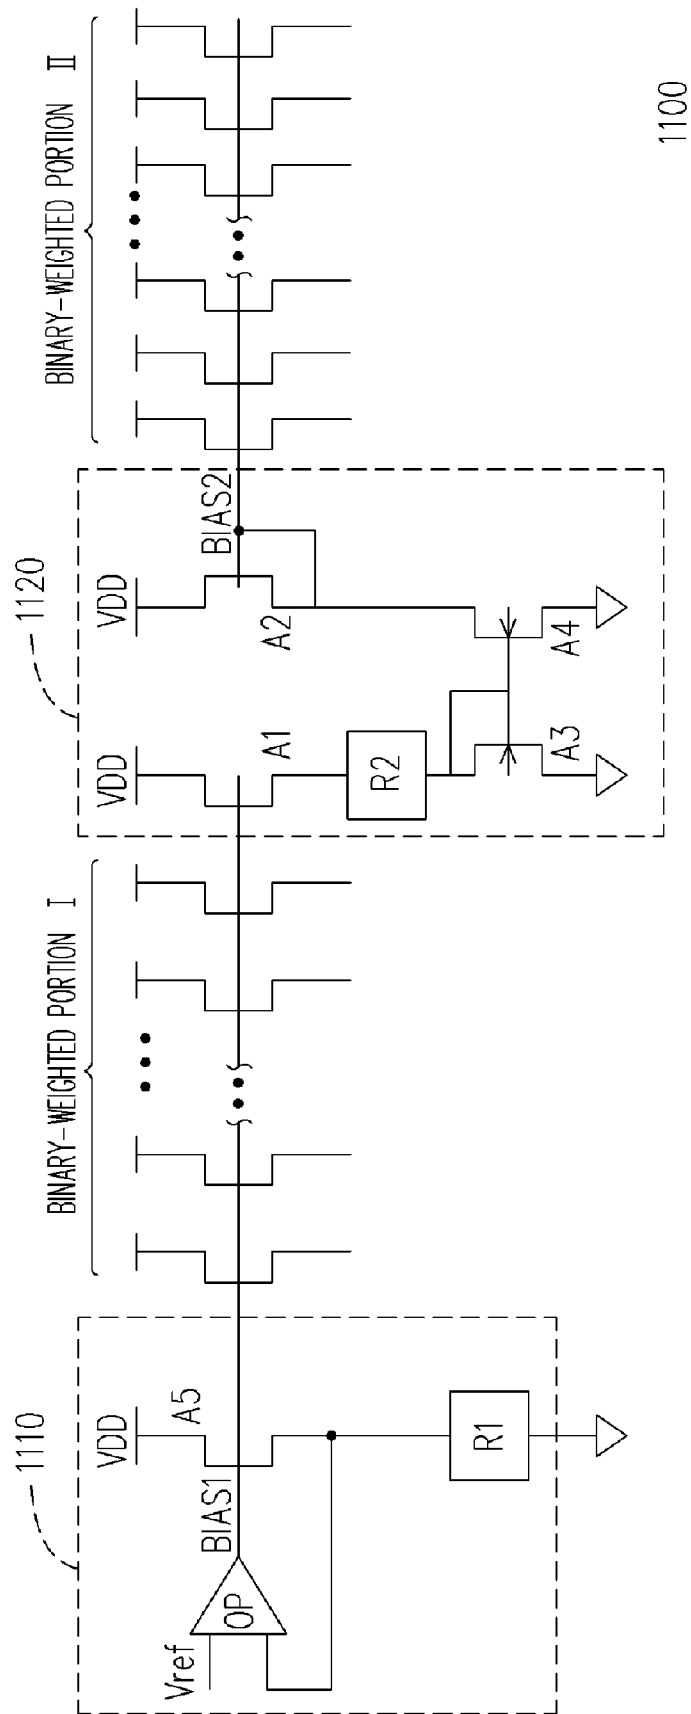 1110
VDD
A5
BIAS1
OP
Vref
R1
BINARY-WEIGHTED PORTION I
1120
VDD
A1
R2
A3
VDD
BIAS2
A2
A4
BINARY-WEIGHTED PORTION II
1100